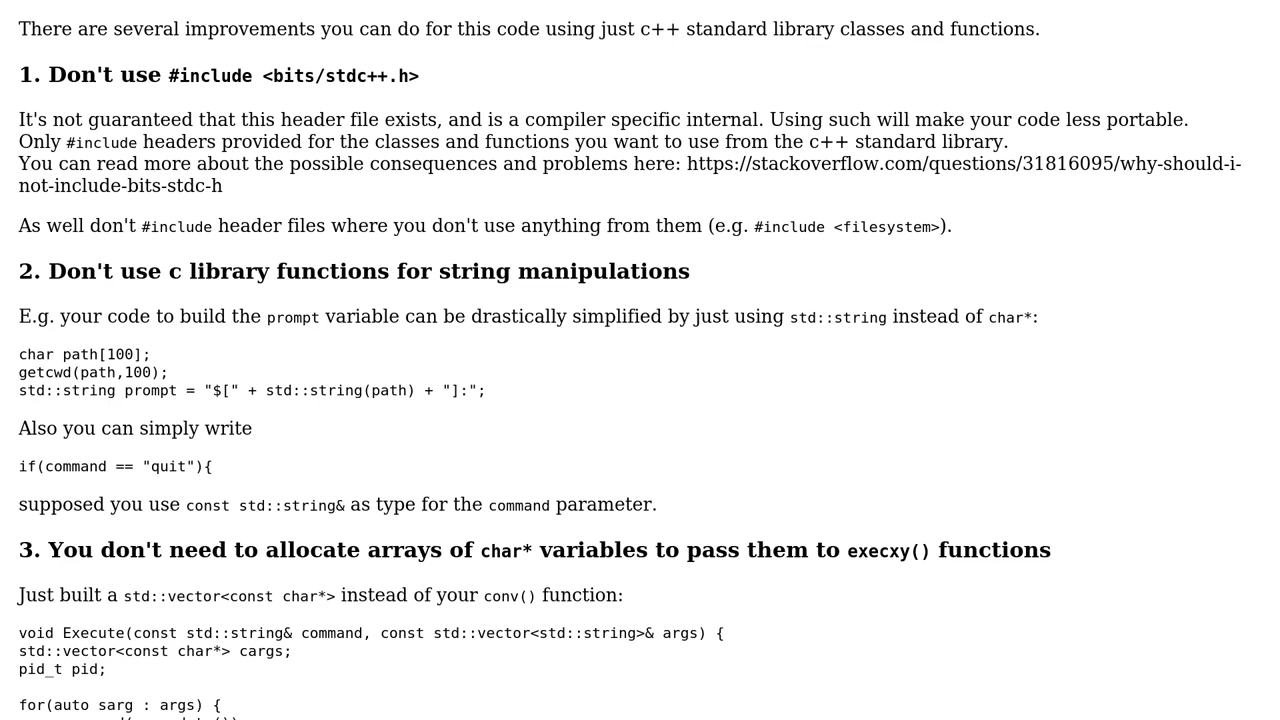 There are several improvements you can do for this code using just c++ standard library classes and functions.
1. Don't use #include <bits/stdc++.h>
It's not guaranteed that this header file exists, and is a compiler specific internal. Using such will make your code less portable.
Only #include headers provided for the classes and functions you want to use from the c++ standard library.
You can read more about the possible consequences and problems here: https://stackoverflow.com/questions/31816095/why-should-i-
not-include-bits-stdc-h
As well don't #include header files where you don't use anything from them (e.g. #include <filesystem>).
2. Don't use c library functions for string manipulations
E.g. your code to build the prompt variable can be drastically simplified by just using std::string instead of char*:
char path[100];
getcwd(path,100);
std::string prompt = "$[" + std::string(path) + "]:";
Also you can simply write
if(command == "quit"){
supposed you use const std::string& as type for the command parameter.
3. You don't need to allocate arrays of char* variables to pass them to execxy() functions
Just built a std::vector<const char*> instead of your conv() function:
void Execute(const std::string& command, const std::vector<std::string>& args) {
std::vector<const char*> cargs;
pid_t pid;
for(auto sarg : args) {